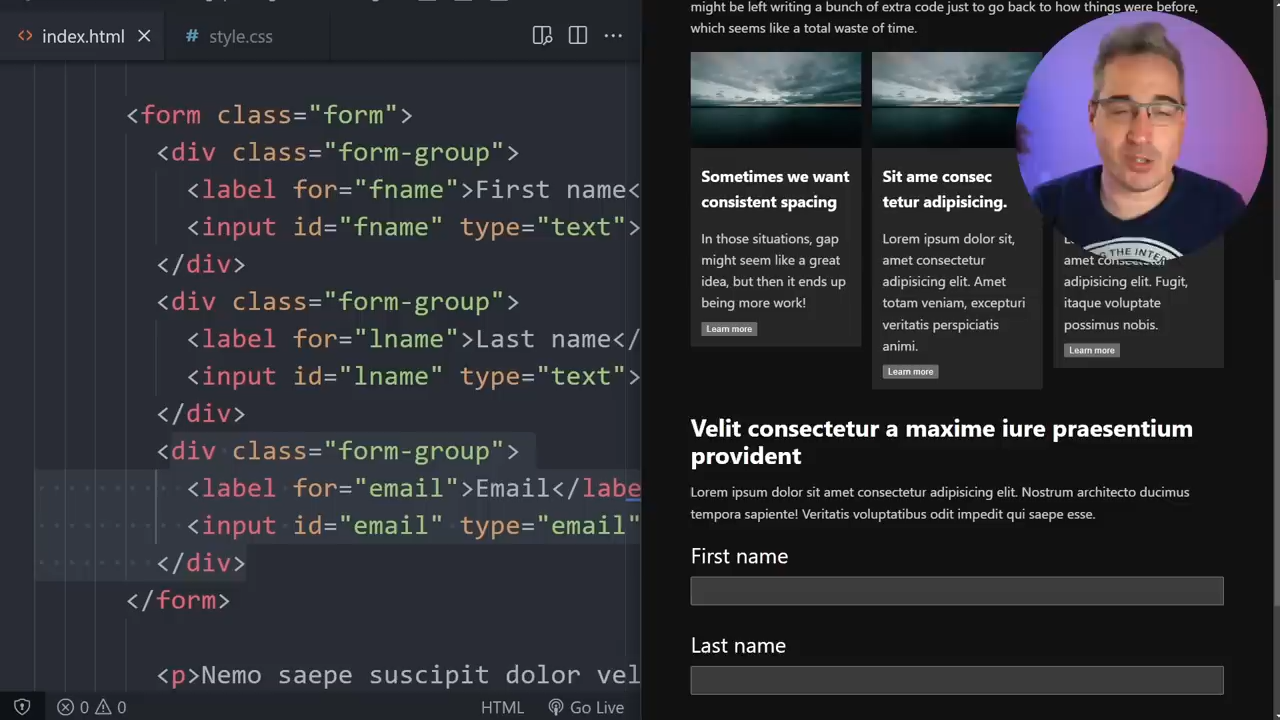 index.html
style.css
<form class="form">
<div class="form-group">
<label for="fname">First name<
<input id="fname" type="text">
</div>
<div class="form-group">
<label for="lname">Last name</
<input id="lname" type="text">
</div>
<div class="form-group">
<label for="email">Email</labe
<input id="email" type="email"
</div>
</form>
<p>Nemo saepe suscipit dolor vel
0 0
HTML
Go Live
might be left writing a bunch of extra code just to go back to how things were before,
which seems like a total waste of time.
Sometimes we want
consistent spacing
In those situations, gap
might seem like a great
idea, but then it ends up
being more work!
Learn more
Sit ame consec
tetur adipisicing.
Lorem ipsum dolor sit,
amet consectetur
adipisicing elit. Amet
totam veniam, excepturi
veritatis perspiciatis
animi.
Learn more
THE INTER
amet consectetur
adipisicing elit. Fugit,
itaque voluptate
possimus nobis.
Learn more
Velit consectetur a maxime iure praesentium
provident
Lorem ipsum dolor sit amet consectetur adipisicing elit. Nostrum architecto ducimus
tempora sapiente! Veritatis voluptatibus odit impedit qui saepe esse.
First name
Last name